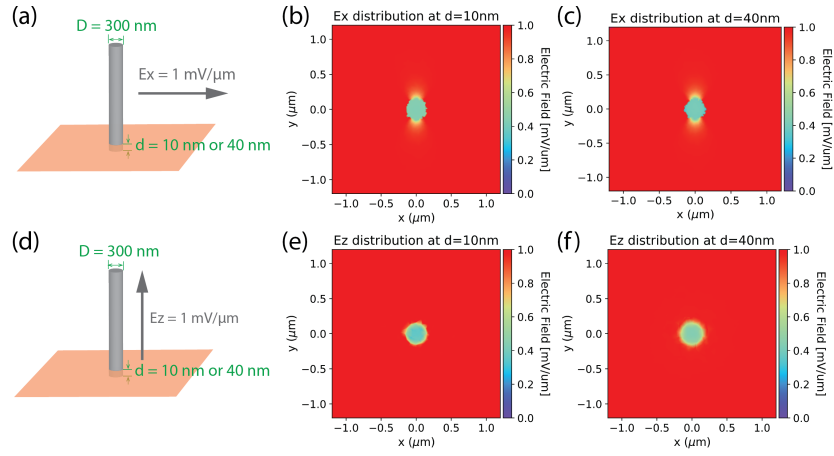 (a)
D = 300 nm
Ex = 1 mV/μm
d = 10 nm or 40 nm
(b)
Ex distribution at d=10nm
y (μm)
1.0
0.5
0.0
−0.5
−1.0
−1.0 −0.5 0.0 0.5 1.0
x (μm)
1.0
0.8
0.6
0.4
0.2
0.0
Electric Field [mV/um]
(c)
Ex distribution at d=40nm
y (μm)
1.0
0.5
0.0
−0.5
−1.0
−1.0 −0.5 0.0 0.5 1.0
x (μm)
1.0
0.8
0.6
0.4
0.2
0.0
Electric Field [mV/um]
(d)
D = 300 nm
Ez = 1 mV/μm
d = 10 nm or 40 nm
(e)
Ez distribution at d=10nm
y (μm)
1.0
0.5
0.0
−0.5
−1.0
−1.0 −0.5 0.0 0.5 1.0
x (μm)
1.0
0.8
0.6
0.4
0.2
0.0
Electric Field [mV/um]
(f)
Ez distribution at d=40nm
y (μm)
1.0
0.5
0.0
−0.5
−1.0
−1.0 −0.5 0.0 0.5 1.0
x (μm)
1.0
0.8
0.6
0.4
0.2
0.0
Electric Field [mV/um]